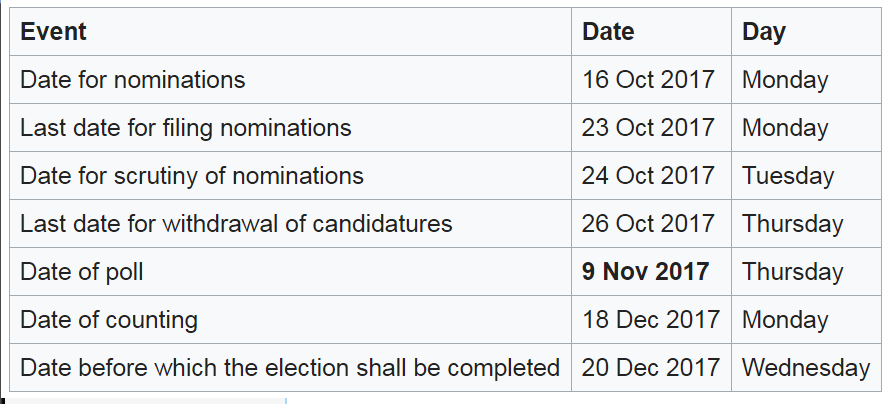 Event Date Day
Date for nominations 16 Oct 2017 Monday
Last date for filing nominations 23 Oct 2017 Monday
Date for scrutiny of nominations 24 Oct 2017 Tuesday
Last date for withdrawal of candidatures 26 Oct 2017 Thursday
Date of poll 9 Nov 2017 Thursday
Date of counting 18 Dec 2017 Monday
Date before which the election shall be completed 20 Dec 2017 Wednesday